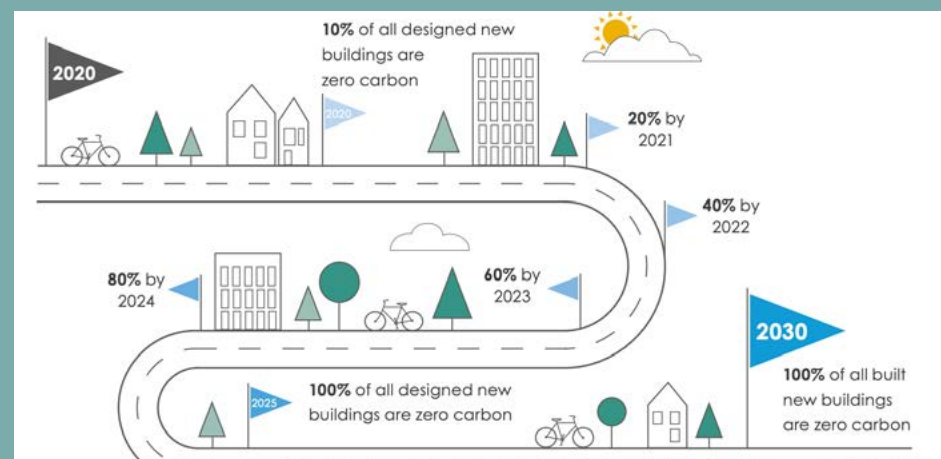 2020
10% of all designed new
buildings are
zero carbon
2020
20% by
2021
40% by
2022
60% by
2023
80% by
2024
2025
100% of all designed new
buildings are zero carbon
2030
100% of all built
new buildings
are zero carbon